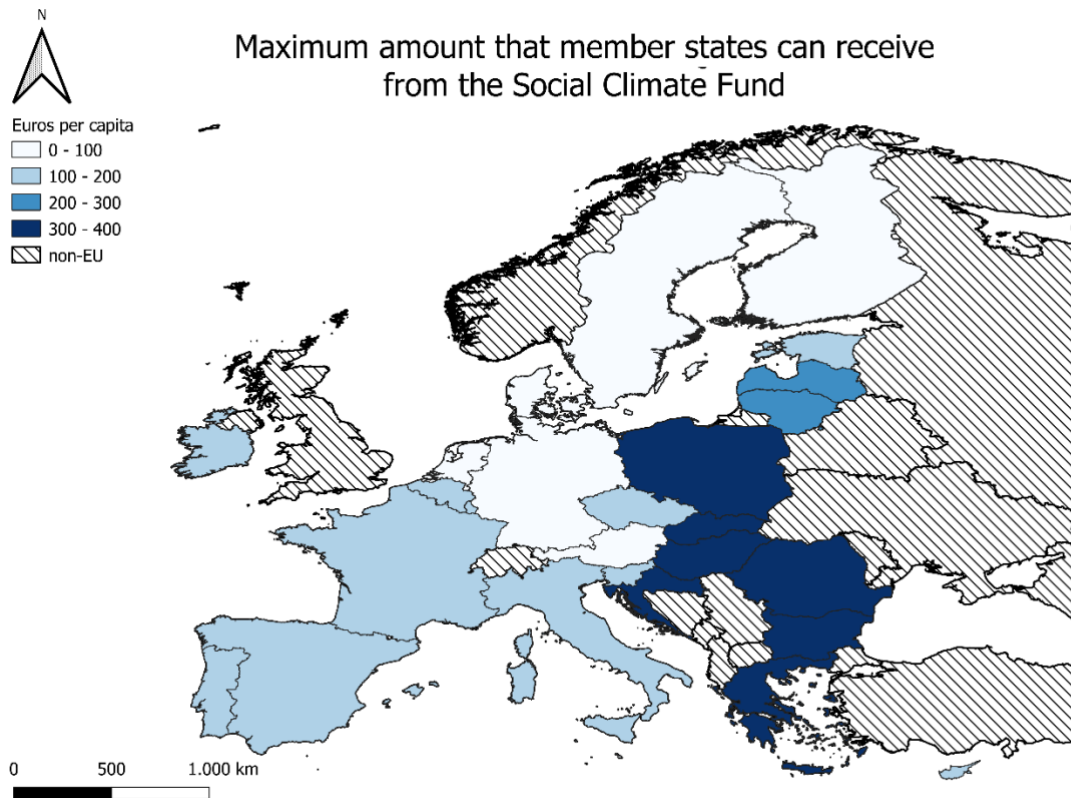 N
Maximum amount that member states can receive
from the Social Climate Fund
Euros per capita
0 - 100
100 - 200
200 - 300
300 - 400
non-EU
0 500 1.000 km